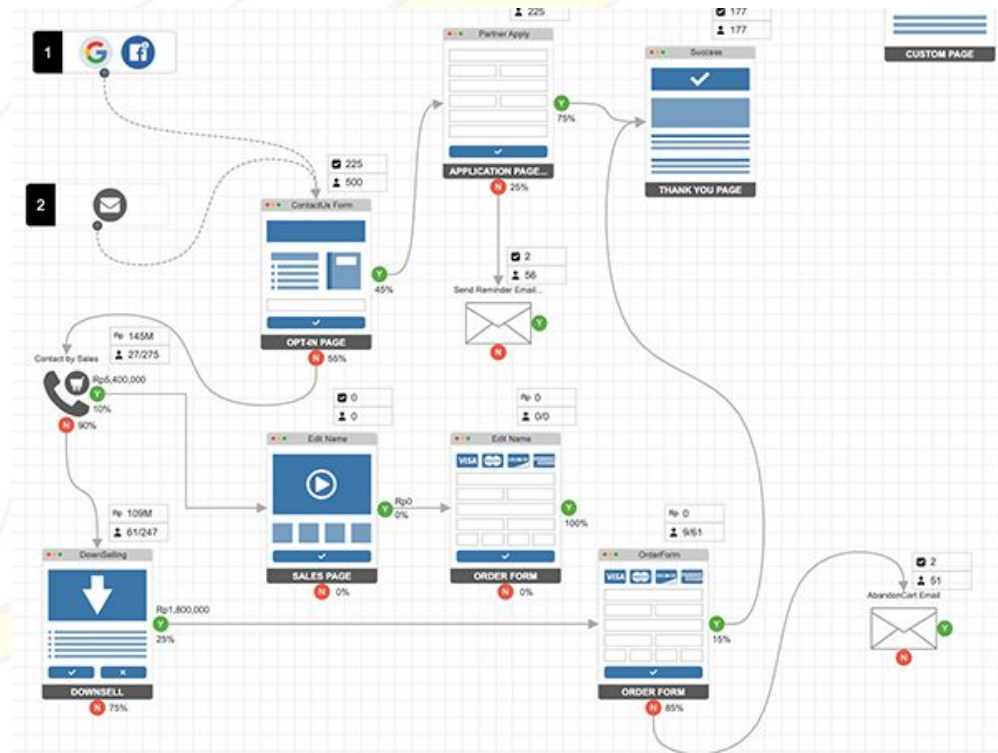 225
177
177
Partner Apply
Success
1
CUSTOM PAGE
Y
75%
APPLICATION PAGE...
225
500
N 25%
THANK YOU PAGE
2
ContactUs Form
2
56
Y
45%
Send Reminder Email...
Y
Rp 145M
27/275
OPT-IN PAGE
N 55%
N
Contact by Sales
Rp5,400,000
Y
10%
N 90%
0
0
Rp 0
0/0
Edit Name
Edit Name
VISA
Rp0
Y 0%
Y
100%
Rp 109M
61/247
Rp 0
9/61
DownSelling
OrderForm
2
51
SALES PAGE
ORDER FORM
N 0%
N 0%
VISA
AbandonCart Email
Rp1,800,000
Y
25%
Y
15%
Y
N
DOWNSELL
ORDER FORM
N 75%
N 85%